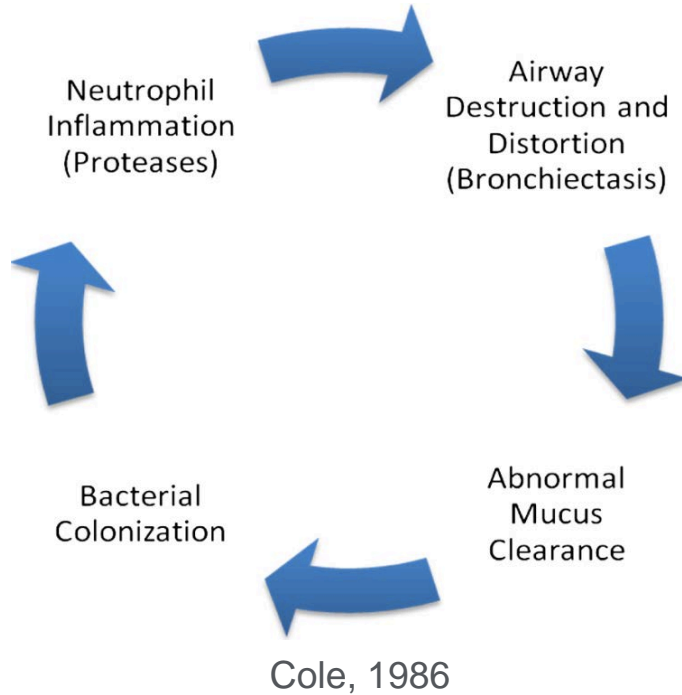 Neutrophil
Inflammation
(Proteases)
Airway
Destruction and
Distortion
(Bronchiectasis)
Abnormal
Mucus
Clearance
Bacterial
Colonization
Cole, 1986